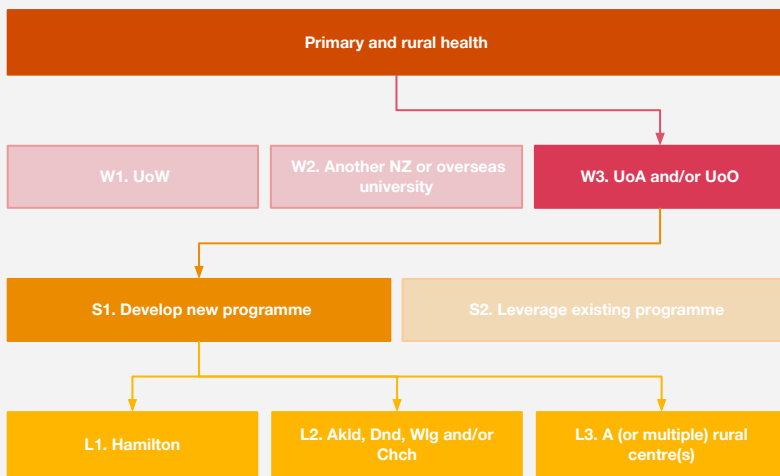 Primary and rural health
W1. UoW
W2. Another NZ or overseas
university
W3. UoA and/or UoO
S1. Develop new programme
S2. Leverage existing programme
L1. Hamilton
L2. Akld, Dnd, Wlg and/or
Chch
L3. A (or multiple) rural
centre(s)